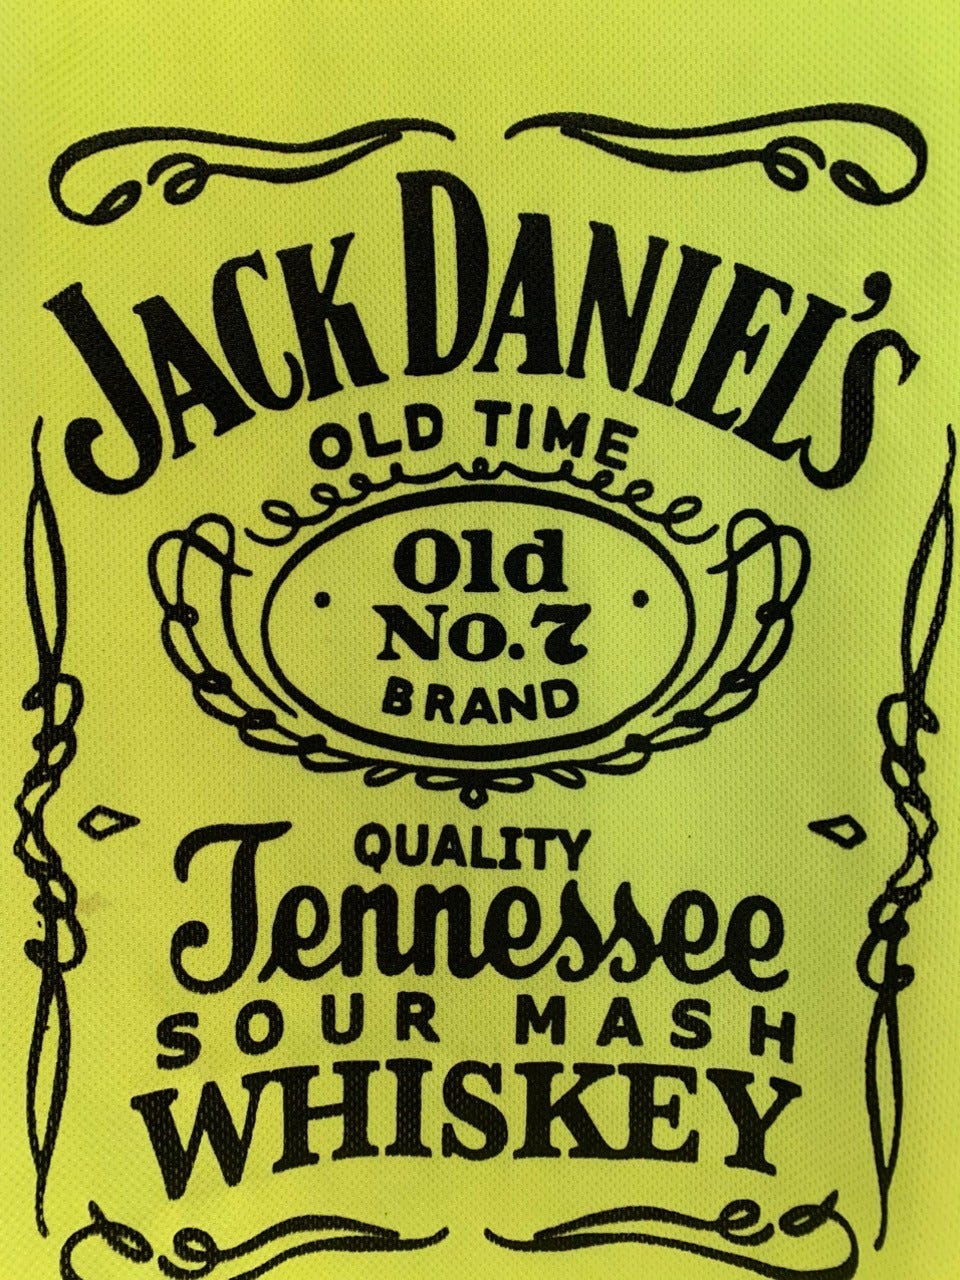 JACK DANIEL'S
OLD TIME
Old
No.7
BRAND
QUALITY
Tennessee
SOUR MASH
WHISKEY